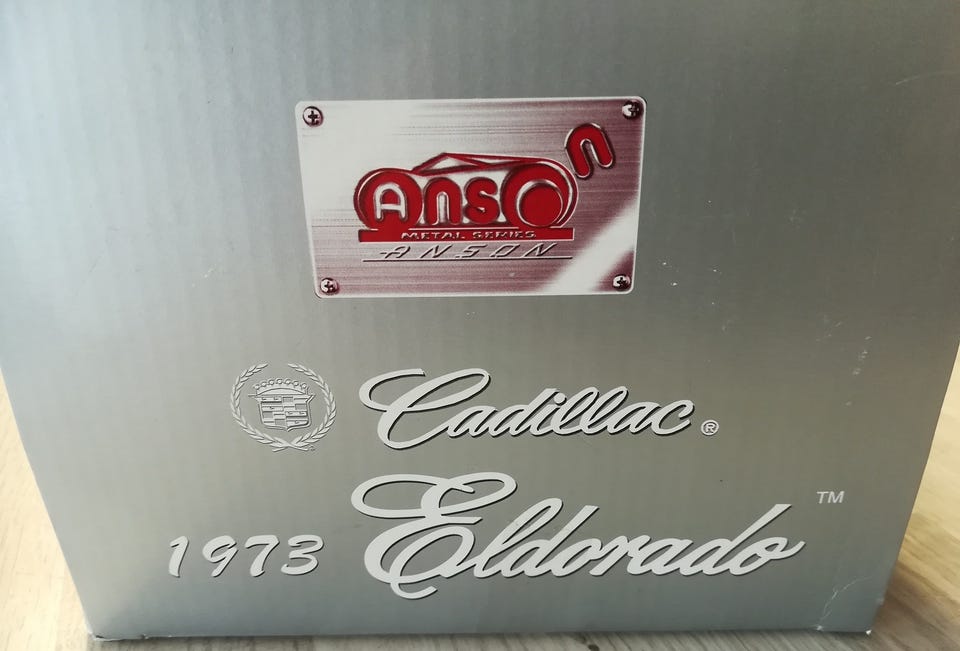 Anson
METAL SERIES
ANSON
Cadillac®
1973 Eldorado™